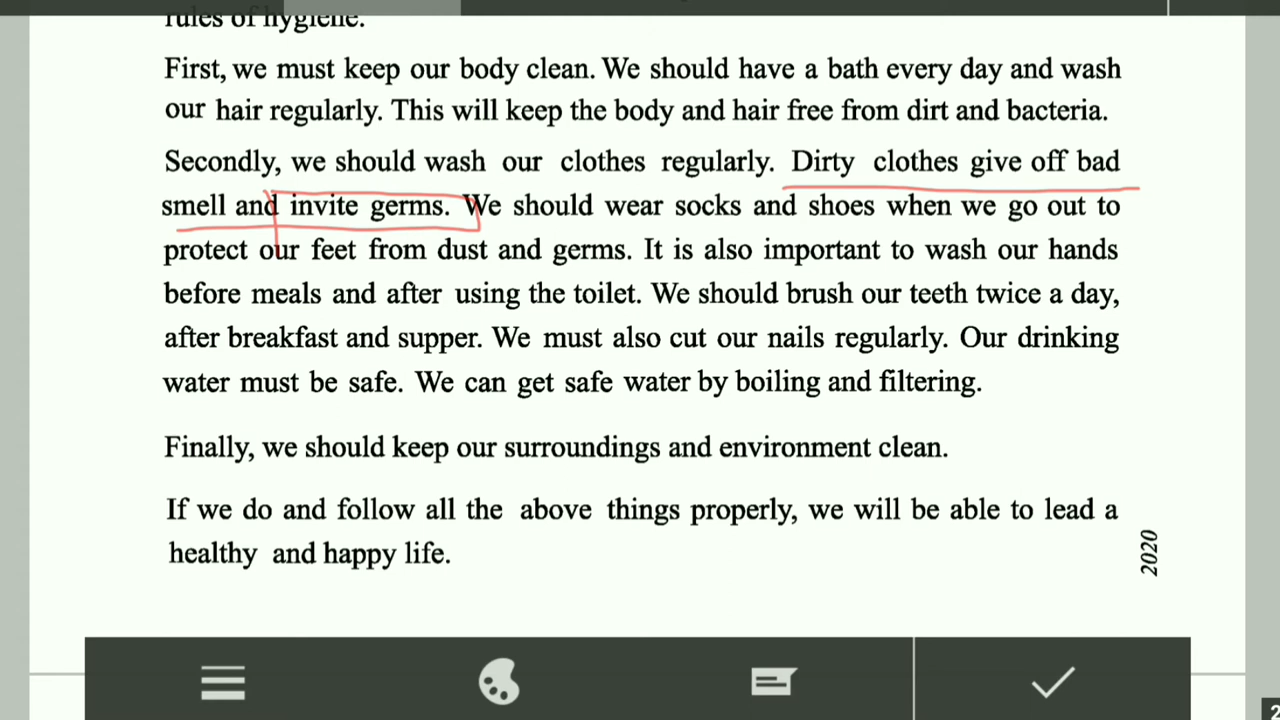 rules of hygiene.
First, we must keep our body clean. We should have a bath every day and wash
our hair regularly. This will keep the body and hair free from dirt and bacteria.
Secondly, we should wash our clothes regularly. Dirty clothes give off bad
smell and invite germs. We should wear socks and shoes when we go out to
protect our feet from dust and germs. It is also important to wash our hands
before meals and after using the toilet. We should brush our teeth twice a day,
after breakfast and supper. We must also cut our nails regularly. Our drinking
water must be safe. We can get safe water by boiling and filtering.
Finally, we should keep our surroundings and environment clean.
If we do and follow all the above things properly, we will be able to lead a
healthy and happy life.
2020